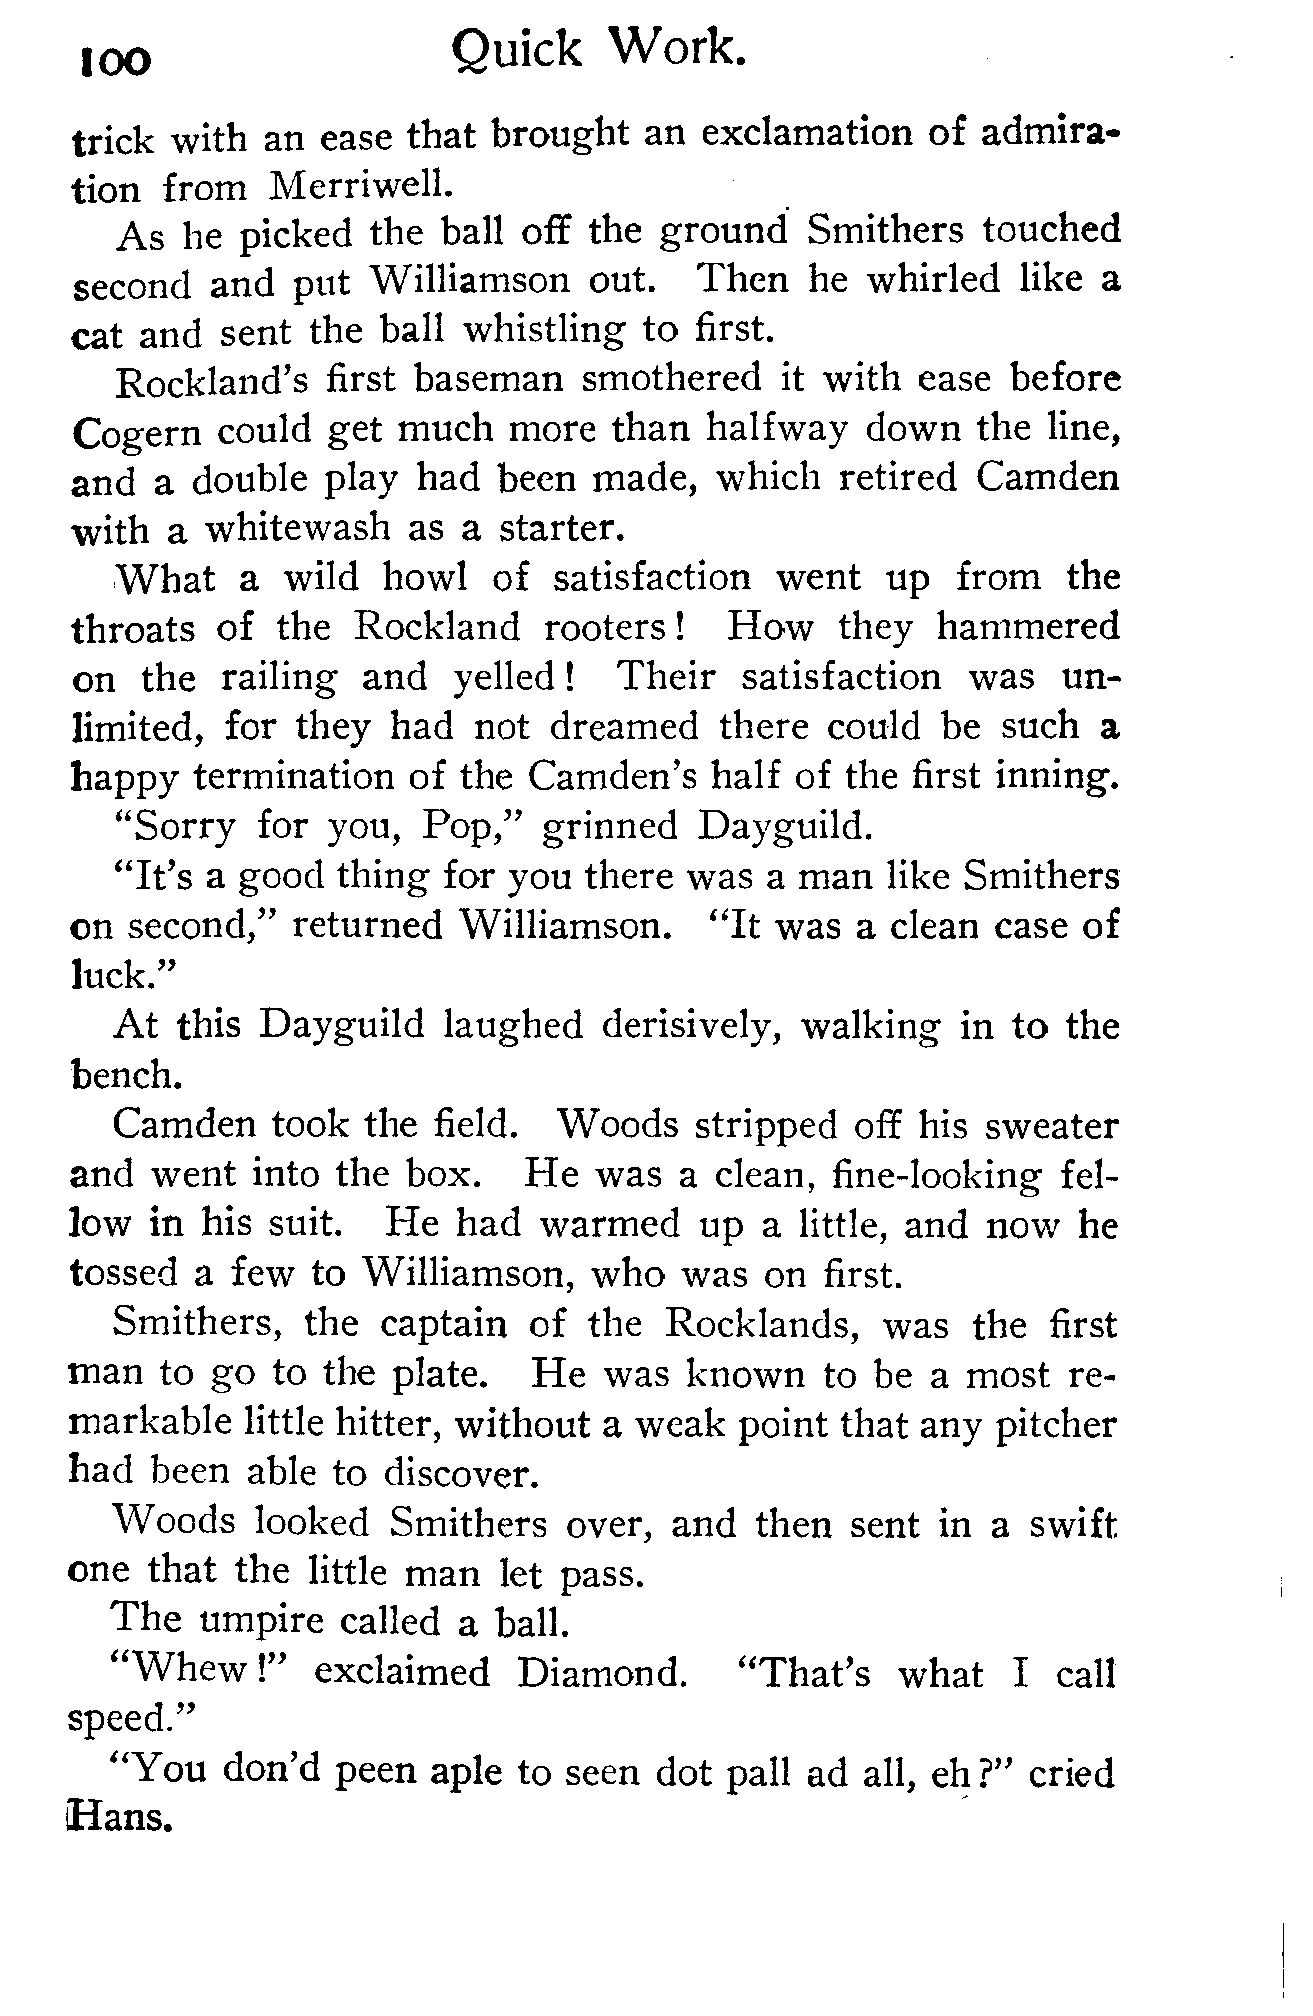 100 Quick Work.
trick with an ease that brought an exclamation of admira-
tion from Merriwell.
As he picked the ball off the ground Smithers touched
second and put Williamson out. Then he whirled like a
cat and sent the ball whistling to first.
Rockland's first baseman smothered it with ease before
Cogern could get much more than halfway down the line,
and a double play had been made, which retired Camden
with a whitewash as a starter.
What a wild howl of satisfaction went up from the
throats of the Rockland rooters! How they hammered
on the railing and yelled! Their satisfaction was un-
limited, for they had not dreamed there could be such a
happy termination of the Camden's half of the first inning.
"Sorry for you, Pop," grinned Dayguild.
"It's a good thing for you there was a man like Smithers
on second," returned Williamson. "It was a clean case of
luck."
At this Dayguild laughed derisively, walking in to the
bench.
Camden took the field. Woods stripped off his sweater
and went into the box. He was a clean, fine-looking fel-
low in his suit. He had warmed up a little, and now he
tossed a few to Williamson, who was on first.
Smithers, the captain of the Rocklands, was the first
man to go to the plate. He was known to be a most re-
markable little hitter, without a weak point that any pitcher
had been able to discover.
Woods looked Smithers over, and then sent in a swift
one that the little man let pass.
The umpire called a ball.
"Whew!" exclaimed Diamond. "That's what I call
speed."
"You don'd peen aple to seen dot pall ad all, eh?" cried
Hans.